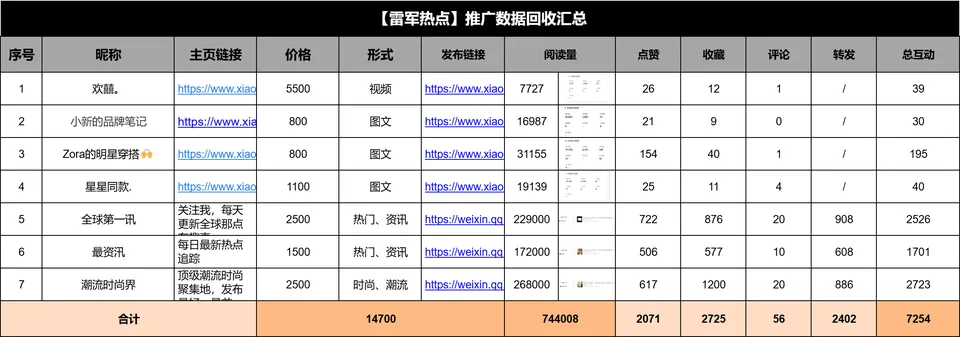 【雷军热点】推广数据回收汇总
序号 昵称 主页链接 价格 形式 发布链接 阅读量 点赞 收藏 评论 转发 总互动
1 欢囍。 https://www.xiao 5500 视频 https://www.xiao 7727 26 12 1 / 39
2 小新的品牌笔记 https://www.xia 800 图文 https://www.xiao 16987 21 9 0 / 30
3 Zora的明星穿搭🙌 https://www.xiao 800 图文 https://www.xiao 31155 154 40 1 / 195
4 星星同款. https://www.xiao 1100 图文 https://www.xiao 19139 25 11 4 / 40
5 全球第一讯 关注我，每天 2500 热门、资讯 https://weixin.qq. 229000 722 876 20 908 2526
更新全球那点
6 最资汛 每日最新热点 1500 热门、资讯 https://weixin.qq. 172000 506 577 10 608 1701
追踪
7 潮流时尚界 顶级潮流时尚 2500 时尚、潮流 https://weixin.qq. 268000 617 1200 20 886 2723
聚集地，发布
合计 14700 744008 2071 2725 56 2402 7254